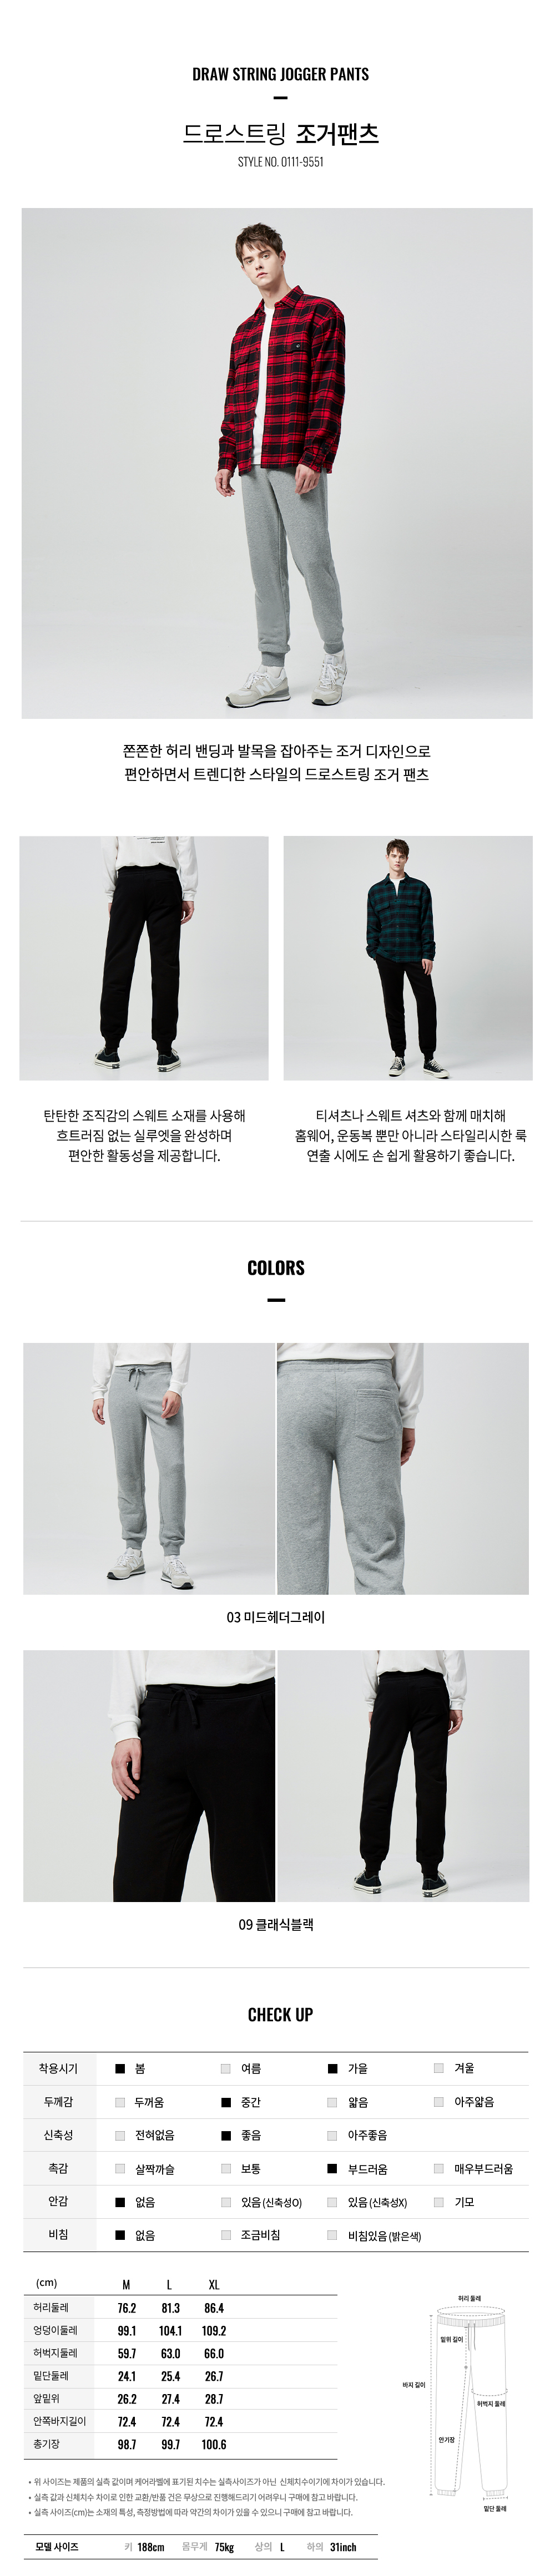 DRAW STRING JOGGER PANTS
드로스트링 조거팬츠
STYLE NO. 0111-9551
쫀쫀한 허리 밴딩과 발목을 잡아주는 조거 디자인으로
편안하면서 트렌디한 스타일의 드로스트링 조거 팬츠
탄탄한 조직감의 스웨트 소재를 사용해
흐트러짐 없는 실루엣을 완성하며
편안한 활동성을 제공합니다.
티셔츠나 스웨트 셔츠와 함께 매치해
홈웨어, 운동복 뿐만 아니라 스타일리시한 룩
연출 시에도 손 쉽게 활용하기 좋습니다.
COLORS
03 미드헤더그레이
09 클래식블랙
CHECK UP
착용시기 봄 여름 가을 겨울
두께감 두꺼움 중간 얇음 아주얇음
신축성 전혀없음 좋음 아주좋음
촉감 살짝까슬 보통 부드러움 매우부드러움
안감 없음 있음 (신축성O) 있음 (신축성X) 기모
비침 없음 조금비침 비침있음 (밝은색)
(cm) M L XL
허리둘레 76.2 81.3 86.4
엉덩이둘레 99.1 104.1 109.2
허벅지둘레 59.7 63.0 66.0
밑단둘레 24.1 25.4 26.7
앞밑위 26.2 27.4 28.7
안쪽바지길이 72.4 72.4 72.4
총기장 98.7 99.7 100.6
허리 둘레
밑위 길이
바지 길이
허벅지 둘레
안기장
밑단 둘레
• 위 사이즈는 제품의 실측 값이며 케어라벨에 표기된 치수는 실측사이즈가 아닌 신체치수이기에 차이가 있습니다.
• 실측 값과 신체치수 차이로 인한 교환/반품 건은 무상으로 진행해드리기 어려우니 구매에 참고 바랍니다.
• 실측 사이즈(cm)는 소재의 특성, 측정방법에 따라 약간의 차이가 있을 수 있으니 구매에 참고 바랍니다.
모델 사이즈 키 188cm 몸무게 75kg 상의 L 하의 31inch